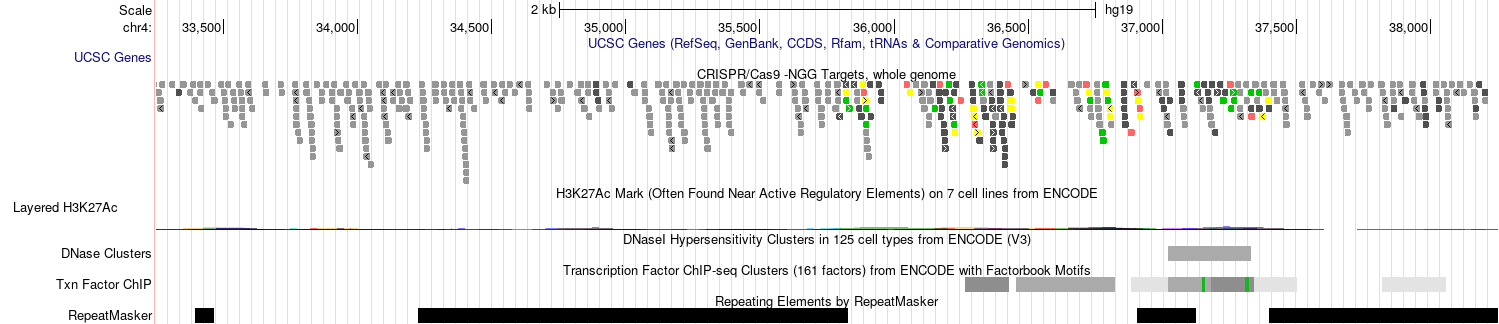 Scale 2 kb hg19
chr4: 33,500 34,000 34,500 35,000 35,500 36,000 36,500 37,000 37,500 38,000
UCSC Genes (RefSeq, GenBank, CCDS, Rfam, tRNAs & Comparative Genomics)
UCSC Genes
CRISPR/Cas9 -NGG Targets, whole genome
H3K27Ac Mark (Often Found Near Active Regulatory Elements) on 7 cell lines from ENCODE
Layered H3K27Ac
DNaseI Hypersensitivity Clusters in 125 cell types from ENCODE (V3)
DNase Clusters
Transcription Factor ChIP-seq Clusters (161 factors) from ENCODE with Factorbook Motifs
Txn Factor ChIP
Repeating Elements by RepeatMasker
RepeatMasker